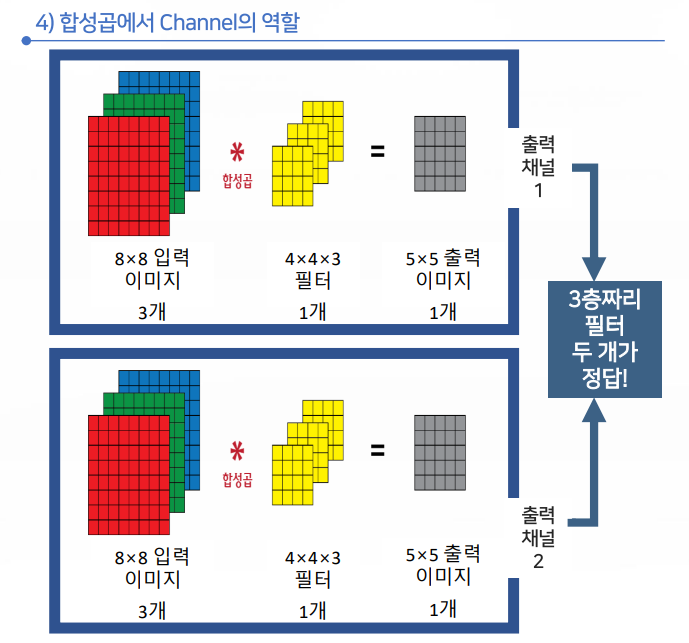 4) 합성곱에서 Channel의 역할
*
합성곱
=
8×8 입력
이미지
3개
4×4×3
필터
1개
5×5 출력
이미지
1개
출력
채널
1
3층짜리
필터
두 개가
정답!
*
합성곱
=
8×8 입력
이미지
3개
4×4×3
필터
1개
5×5 출력
이미지
1개
출력
채널
2